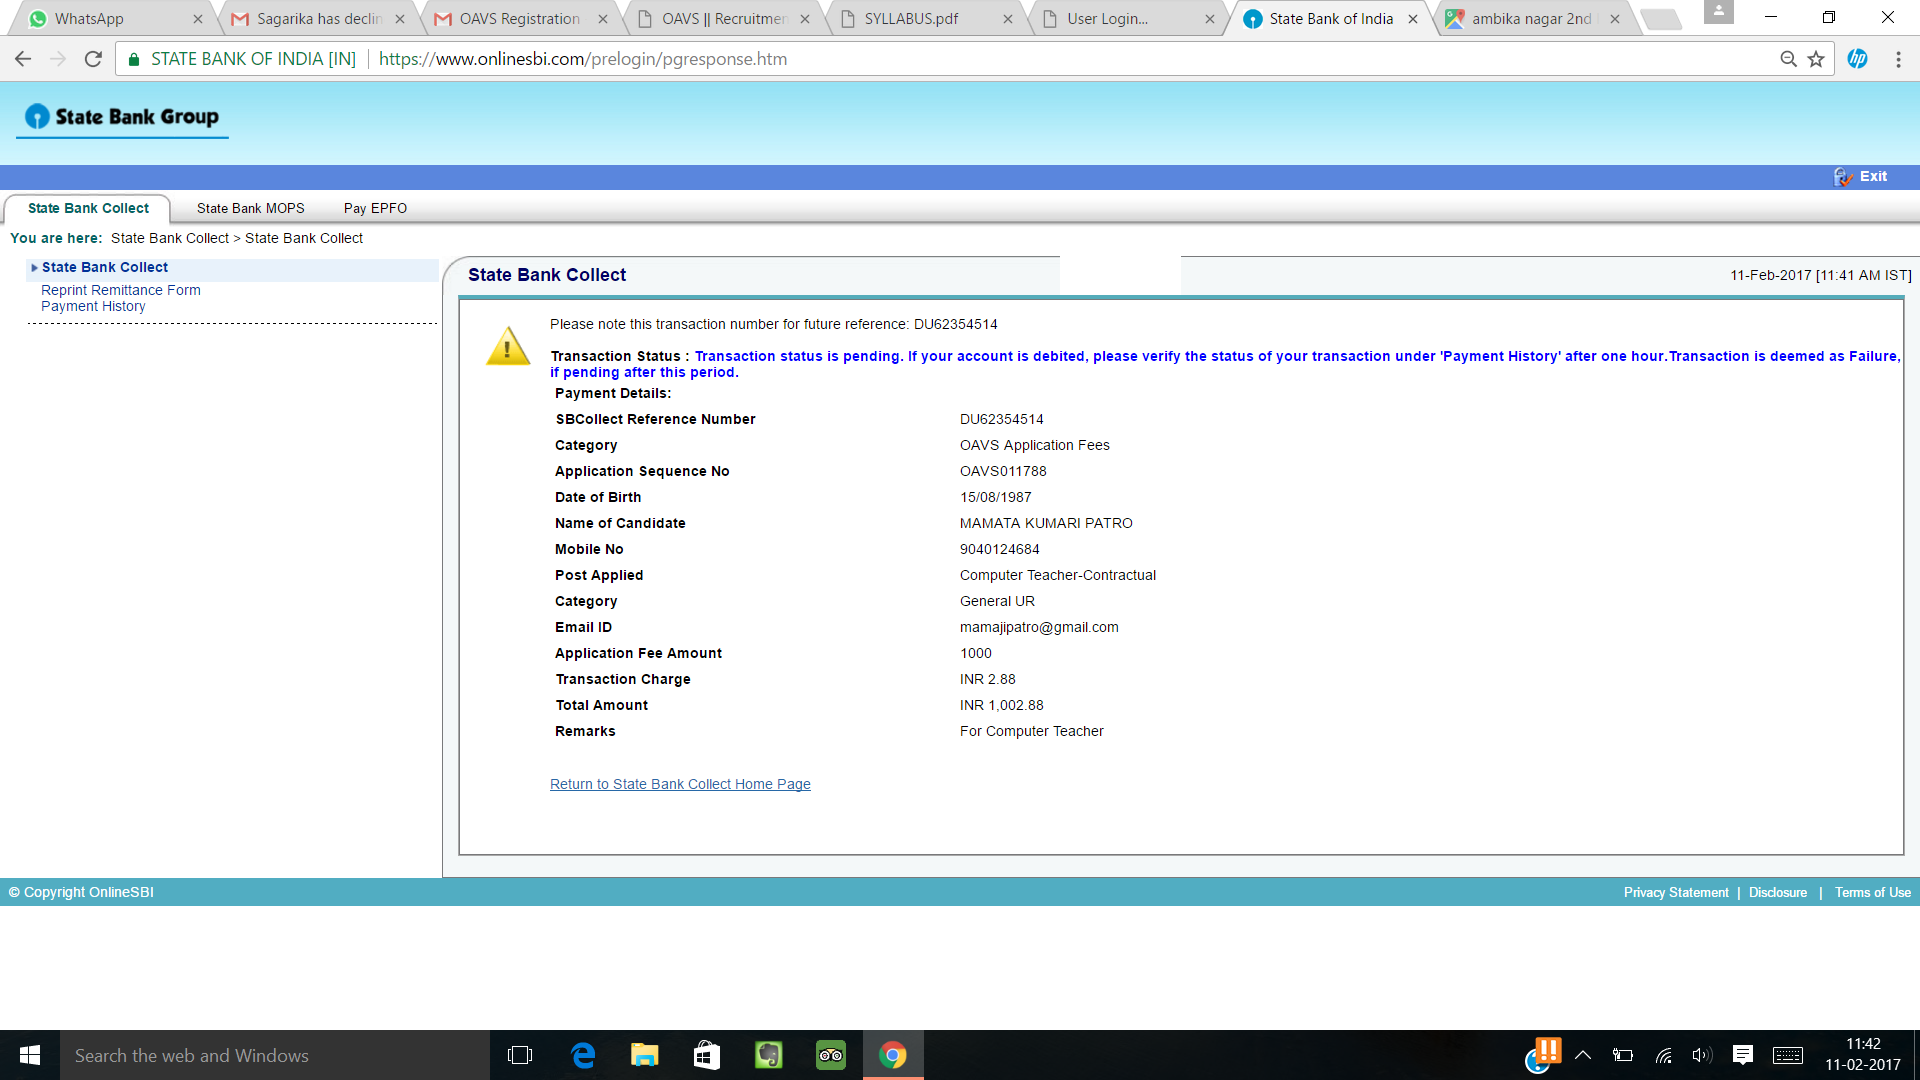 WhatsApp
Sagarika has declin
OAVS Registration
OAVS || Recruitmen
SYLLABUS.pdf
User Login...
State Bank of India
ambika nagar 2nd
STATE BANK OF INDIA [IN]
https://www.onlinesbi.com/prelogin/pgresponse.htm
State Bank Group
Exit
State Bank Collect
State Bank MOPS
Pay EPFO
You are here: State Bank Collect > State Bank Collect
State Bank Collect
Reprint Remittance Form
Payment History
State Bank Collect
11-Feb-2017 [11:41 AM IST]
Please note this transaction number for future reference: DU62354514
Transaction Status : Transaction status is pending. If your account is debited, please verify the status of your transaction under 'Payment History' after one hour.Transaction is deemed as Failure,
if pending after this period.
Payment Details:
SBCollect Reference Number DU62354514
Category OAVS Application Fees
Application Sequence No OAVS011788
Date of Birth 15/08/1987
Name of Candidate MAMATA KUMARI PATRO
Mobile No 9040124684
Post Applied Computer Teacher-Contractual
Category General UR
Email ID mamajipatro@gmail.com
Application Fee Amount 1000
Transaction Charge INR 2.88
Total Amount INR 1,002.88
Remarks For Computer Teacher
Return to State Bank Collect Home Page
© Copyright OnlineSBI
Privacy Statement | Disclosure | Terms of Use
Search the web and Windows
11:42
11-02-2017